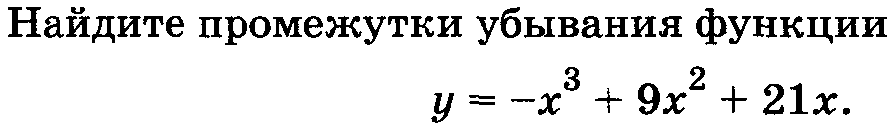 Найдите промежутки убывания функции
y = −x³ + 9x² + 21x.